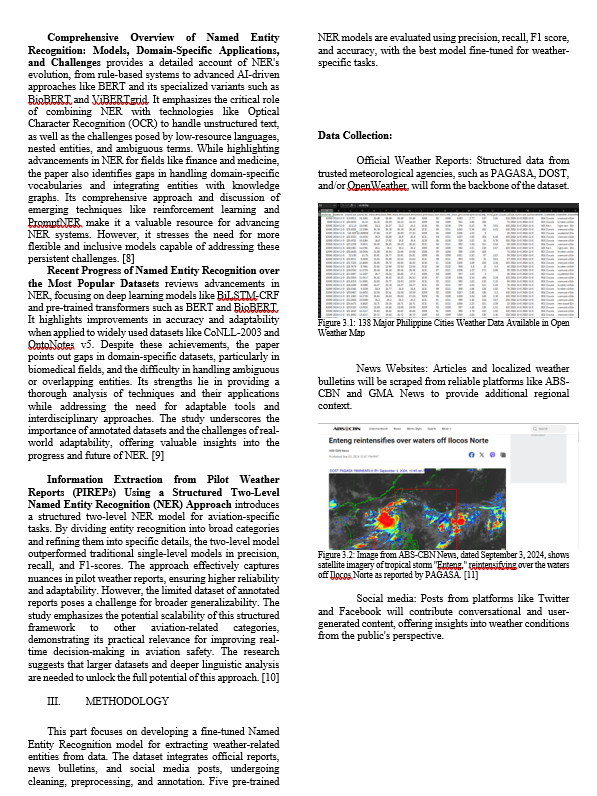 Comprehensive Overview of Named Entity
Recognition: Models, Domain-Specific Applications,
and Challenges provides a detailed account of NER's
evolution, from rule-based systems to advanced AI-driven
approaches like BERT and its specialized variants such as
BioBERT and ViBERTgrid. It emphasizes the critical role
of combining NER with technologies like Optical
Character Recognition (OCR) to handle unstructured text,
as well as the challenges posed by low-resource languages,
nested entities, and ambiguous terms. While highlighting
advancements in NER for fields like finance and medicine,
the paper also identifies gaps in handling domain-specific
vocabularies and integrating entities with knowledge
graphs. Its comprehensive approach and discussion of
emerging techniques like reinforcement learning and
PromptNER make it a valuable resource for advancing
NER systems. However, it stresses the need for more
flexible and inclusive models capable of addressing these
persistent challenges. [8]
Recent Progress of Named Entity Recognition over
the Most Popular Datasets reviews advancements in
NER, focusing on deep learning models like BiLSTM-CRF
and pre-trained transformers such as BERT and BioBERT.
It highlights improvements in accuracy and adaptability
when applied to widely used datasets like CoNLL-2003 and
OntoNotes v5. Despite these achievements, the paper
points out gaps in domain-specific datasets, particularly in
biomedical fields, and the difficulty in handling ambiguous
or overlapping entities. Its strengths lie in providing a
thorough analysis of techniques and their applications
while addressing the need for adaptable tools and
interdisciplinary approaches. The study underscores the
importance of annotated datasets and the challenges of real-
world adaptability, offering valuable insights into the
progress and future of NER. [9]
Information Extraction from Pilot Weather
Reports (PIREPs) Using a Structured Two-Level
Named Entity Recognition (NER) Approach introduces
a structured two-level NER model for aviation-specific
tasks. By dividing entity recognition into broad categories
and refining them into specific details, the two-level model
outperformed traditional single-level models in precision,
recall, and F1-scores. The approach effectively captures
nuances in pilot weather reports, ensuring higher reliability
and adaptability. However, the limited dataset of annotated
reports poses a challenge for broader generalizability. The
study emphasizes the potential scalability of this structured
framework to other aviation-related categories,
demonstrating its practical relevance for improving real-
time decision-making in aviation safety. The research
suggests that larger datasets and deeper linguistic analysis
are needed to unlock the full potential of this approach. [10]
III. METHODOLOGY
This part focuses on developing a fine-tuned Named
Entity Recognition model for extracting weather-related
entities from data. The dataset integrates official reports,
news bulletins, and social media posts, undergoing
cleaning, preprocessing, and annotation. Five pre-trained
NER models are evaluated using precision, recall, F1 score,
and accuracy, with the best model fine-tuned for weather-
specific tasks.
Data Collection:
Official Weather Reports: Structured data from
trusted meteorological agencies, such as PAGASA, DOST,
and/or OpenWeather, will form the backbone of the dataset.
Figure 3.1: 138 Major Philippine Cities Weather Data Available in Open
Weather Map
News Websites: Articles and localized weather
bulletins will be scraped from reliable platforms like ABS-
CBN and GMA News to provide additional regional
context.
ABS-CBN
Enteng reintensifies over waters off Ilocos Norte
Figure 3.2: Image from ABS-CBN News, dated September 3, 2024, shows
satellite imagery of tropical storm "Enteng," reintensifying over the waters
off Ilocos Norte as reported by PAGASA. [11]
Social media: Posts from platforms like Twitter
and Facebook will contribute conversational and user-
generated content, offering insights into weather conditions
from the public's perspective.